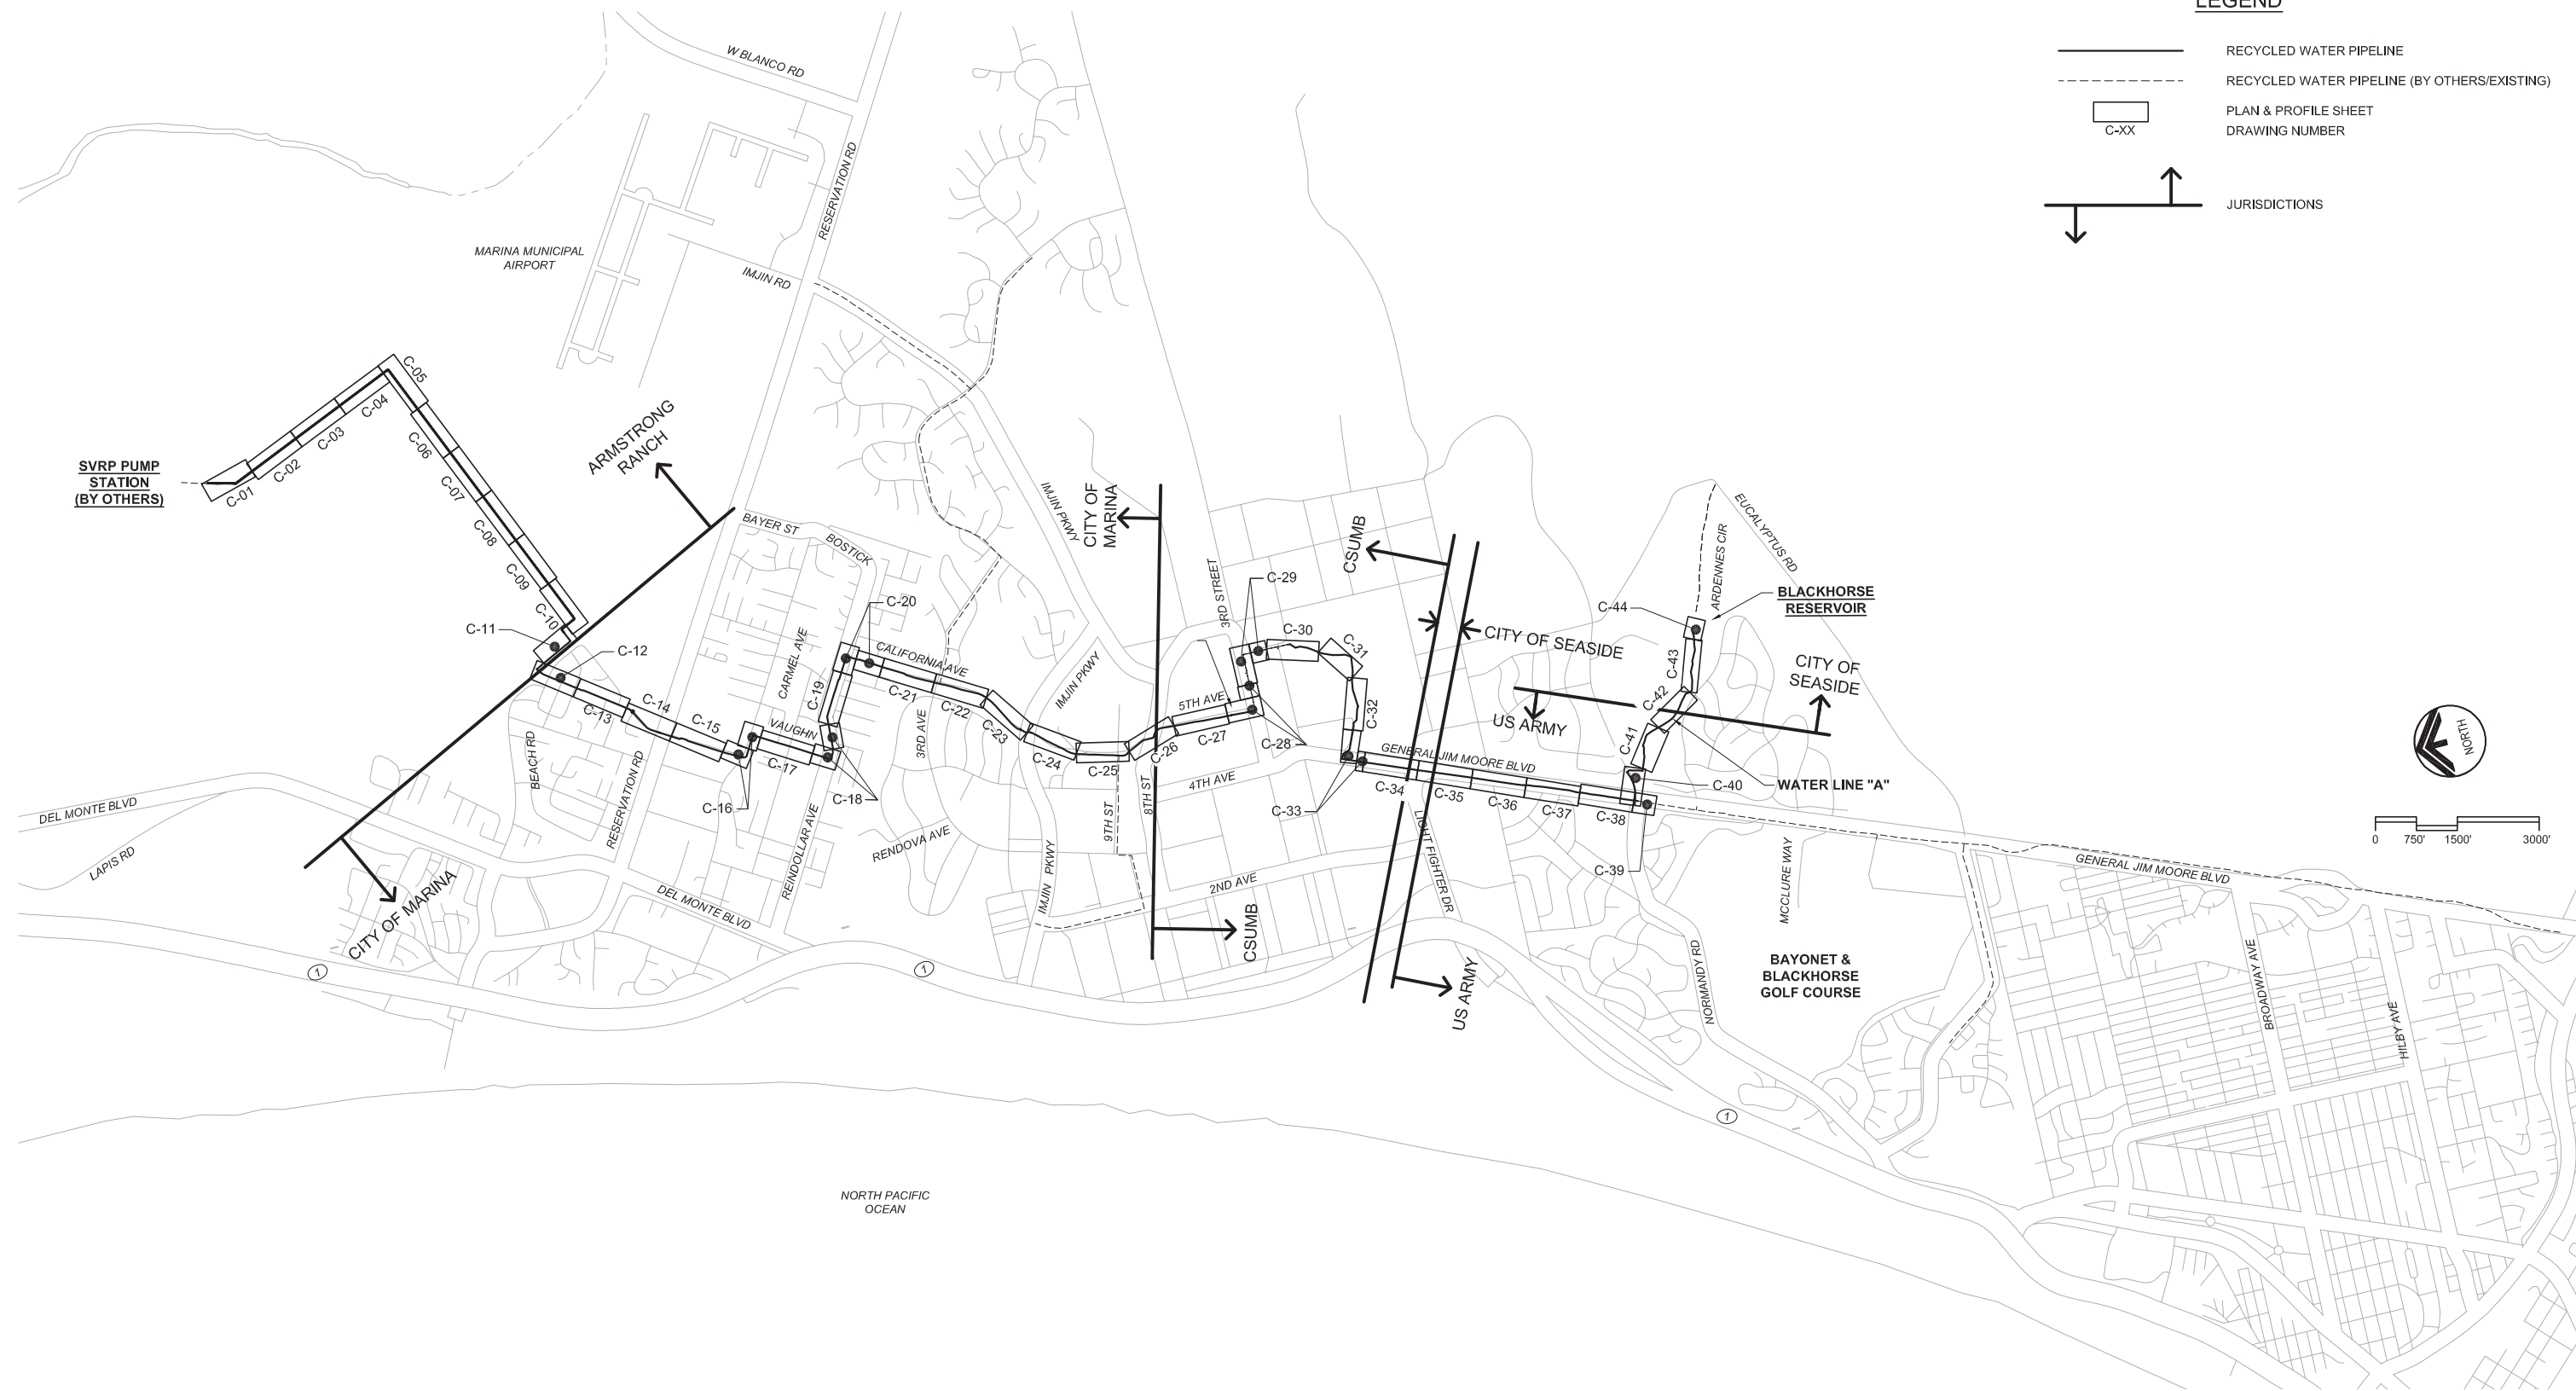 LEGEND
RECYCLED WATER PIPELINE
RECYCLED WATER PIPELINE (BY OTHERS/EXISTING)
PLAN & PROFILE SHEET
C-XX
DRAWING NUMBER
JURISDICTIONS
W BLANCO RD
RESERVATION RD
MARINA MUNICIPAL
AIRPORT
IMJIN RD
C-05
C-04
C-03
C-02
C-01
C-06
C-07
C-08
C-09
C-10
C-11
C-12
SVRP PUMP
STATION
(BY OTHERS)
ARMSTRONG
RANCH
BAYER ST
BOSTICK
C-20
CARMEL AVE
CALIFORNIA AVE
C-13
C-14
C-15
C-16
VAUGHN
C-17
C-18
C-19
C-21
C-22
C-23
C-24
C-25
C-26
C-27
C-28
C-29
C-30
C-31
C-32
C-33
C-34
C-35
C-36
C-37
C-38
C-39
C-40
C-41
C-42
C-43
C-44
IMJIN PKWY
CITY OF
MARINA
3RD STREET
CSUMB
CITY OF SEASIDE
ARDENNES CIR
EUCALYPTUS RD
BLACKHORSE
RESERVOIR
CITY OF
SEASIDE
US ARMY
WATER LINE "A"
IMJIN PKWY
3RD AVE
5TH AVE
4TH AVE
GENERAL JIM MOORE BLVD
9TH ST
8TH ST
BEACH RD
RESERVATION RD
REINDOLLAR AVE
RENDOVA AVE
IMJIN PKWY
2ND AVE
LIGHT FIGHTER DR
DEL MONTE BLVD
LAPIS RD
CITY OF MARINA
DEL MONTE BLVD
CSUMB
US ARMY
NORMANDY RD
MCCLURE WAY
BAYONET &
BLACKHORSE
GOLF COURSE
GENERAL JIM MOORE BLVD
BROADWAY AVE
HILBY AVE
NORTH
0 750' 1500' 3000'
1
1
1
NORTH PACIFIC
OCEAN